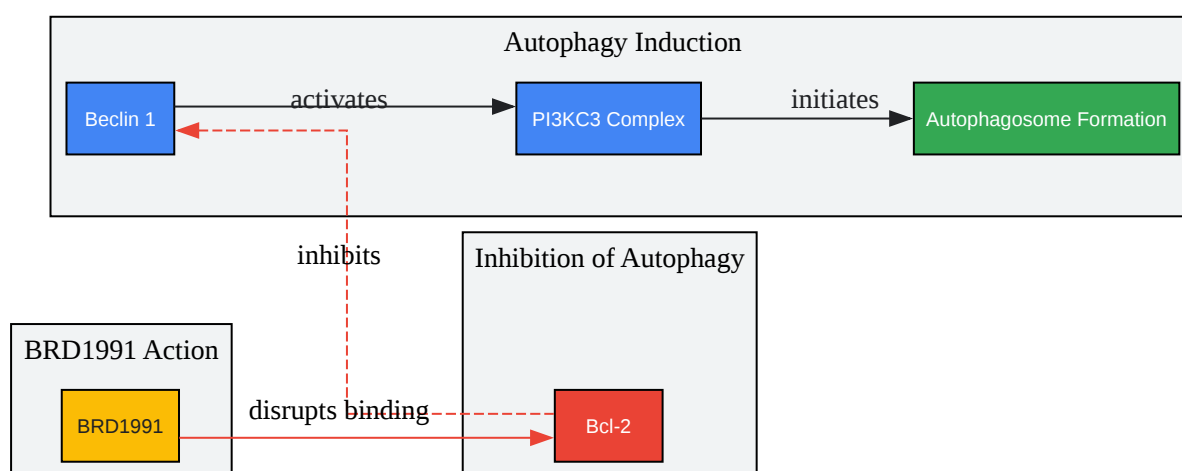 Autophagy Induction
activates
initiates
Beclin 1
PI3KC3 Complex
Autophagosome Formation
inhibits
Inhibition of Autophagy
BRD1991 Action
disrupts binding
BRD1991
Bcl-2